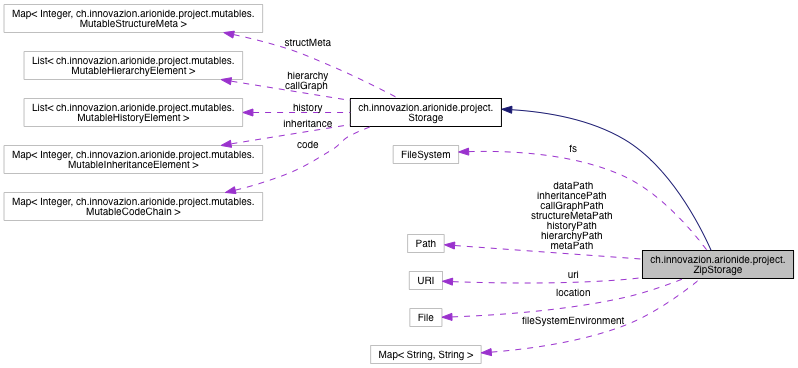 Map< Integer, ch.innovazion.arionide.project.mutables.
MutableStructureMeta >
structMeta
List< ch.innovazion.arionide.project.mutables.
MutableHierarchyElement >
hierarchy
callGraph
List< ch.innovazion.arionide.project.mutables.
MutableHistoryElement >
history
ch.innovazion.arionide.project.
Storage
inheritance
Map< Integer, ch.innovazion.arionide.project.mutables.
MutableInheritanceElement >
code
FileSystem
fs
Map< Integer, ch.innovazion.arionide.project.mutables.
MutableCodeChain >
dataPath
inheritancePath
callGraphPath
structureMetaPath
historyPath
hierarchyPath
metaPath
Path
ch.innovazion.arionide.project.
ZipStorage
URI
uri
location
File
fileSystemEnvironment
Map< String, String >